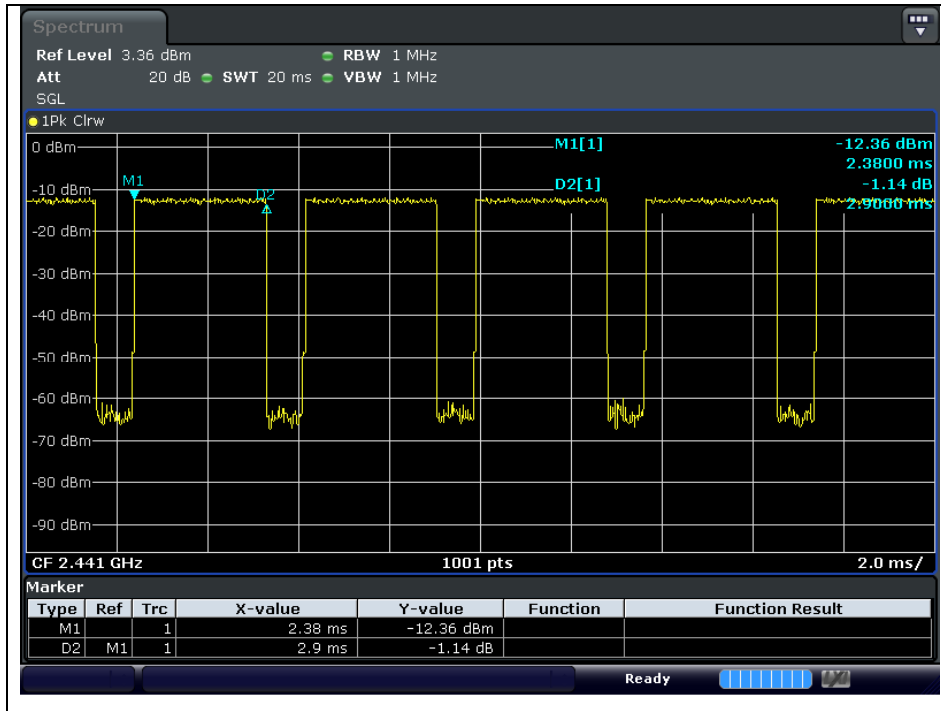 Spectrum
Ref Level 3.36 dBm RBW 1 MHz
Att 20 dB SWT 20 ms VBW 1 MHz
SGL
1Pk Clrw
0 dBm M1[1] -12.36 dBm
2.3800 ms
-10 dBm M1 D2 D2[1] -1.14 dB
2.9000 ms
-20 dBm
-30 dBm
-40 dBm
-50 dBm
-60 dBm
-70 dBm
-80 dBm
-90 dBm
CF 2.441 GHz 1001 pts 2.0 ms/
Marker
Type Ref Trc X-value Y-value Function Function Result
M1 1 2.38 ms -12.36 dBm
D2 M1 1 2.9 ms -1.14 dB
Ready